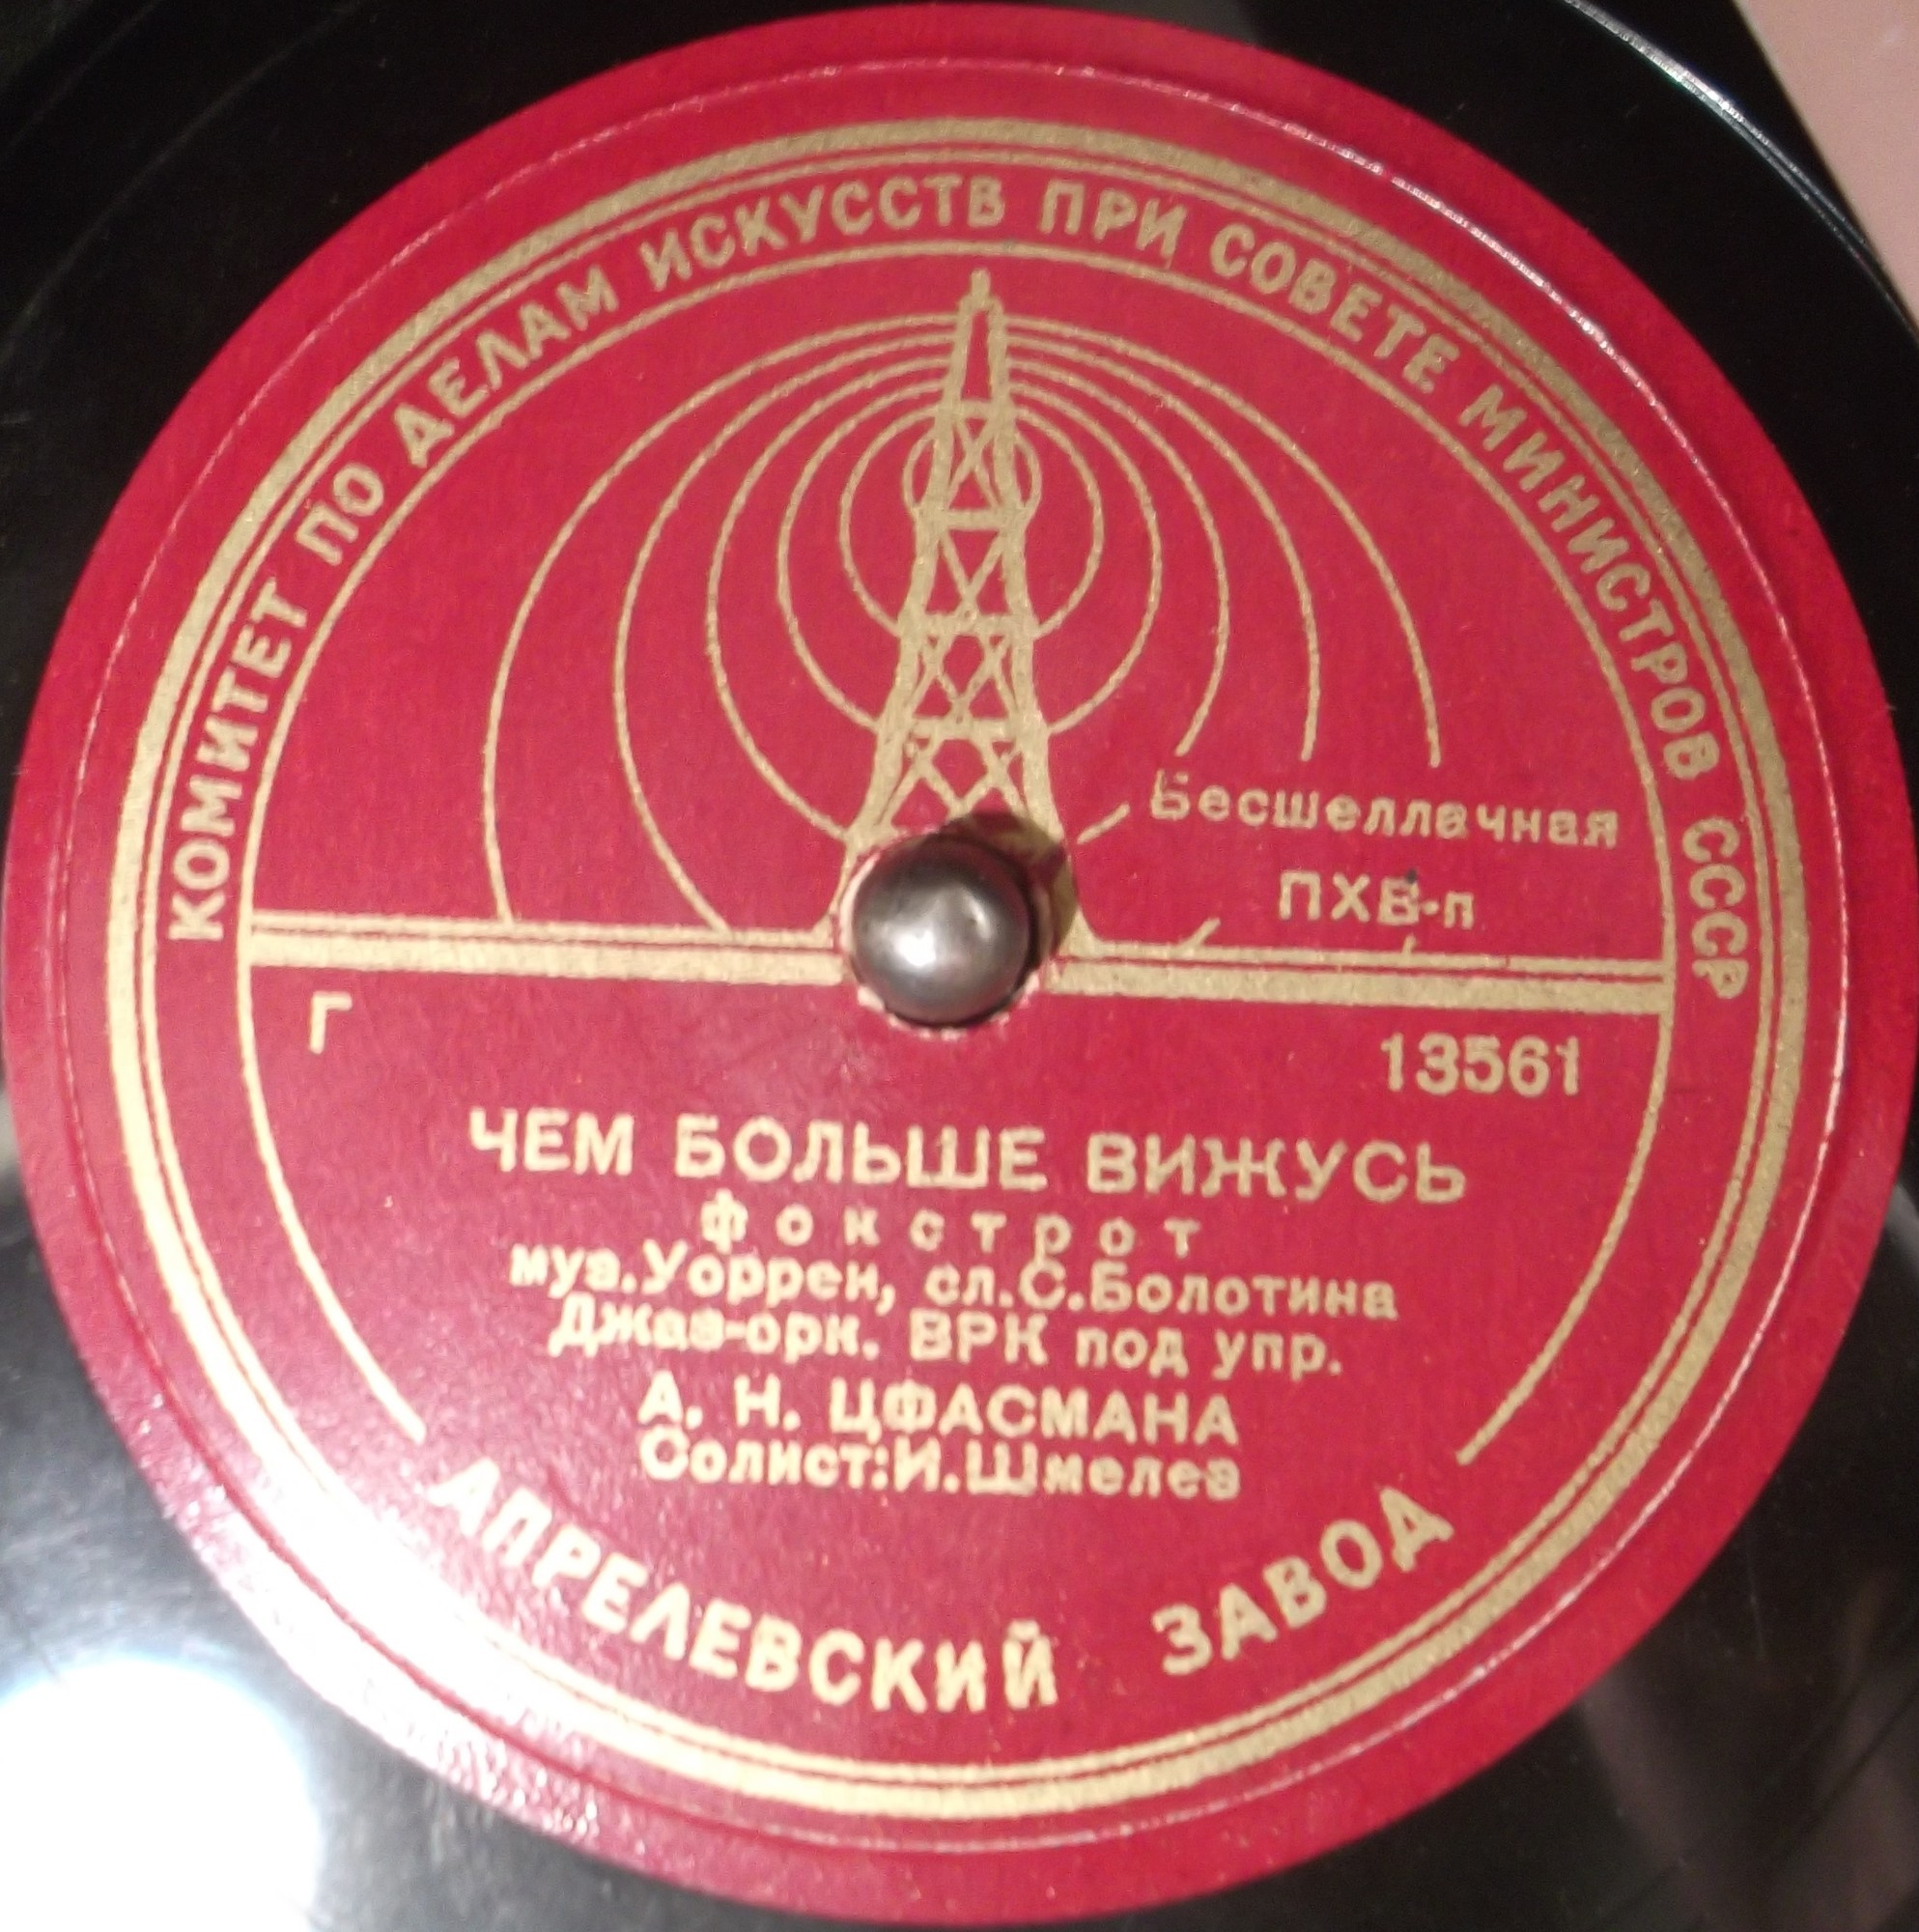 КОМИТЕТ ПО ДЕЛАМ ИСКУССТВ ПРИ СОВЕТЕ МИНИСТРОВ СССР
Бесшеллачная
ПХВ-п
Г
13561
ЧЕМ БОЛЬШЕ ВИЖУСЬ
фокстрот
муз.Уоррен, сл.С.Болотина
Джаз-орк. ВРК под упр.
А. Н. ЦФАСМАНА
Солист:И.Шмелев
АПРЕЛЕВСКИЙ ЗАВОД